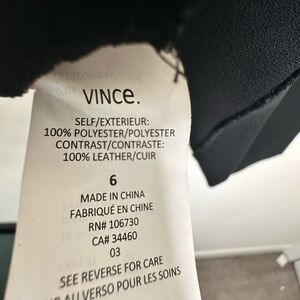 VINCE.
SELF/EXTERIEUR:
100% POLYESTER/POLYESTER
CONTRAST/CONTRASTE:
100% LEATHER/CUIR
6
MADE IN CHINA
FABRIQUÉ EN CHINE
RN# 106730
CA# 34460
03
SEE REVERSE FOR CARE
AU VERSO POUR LES SOINS